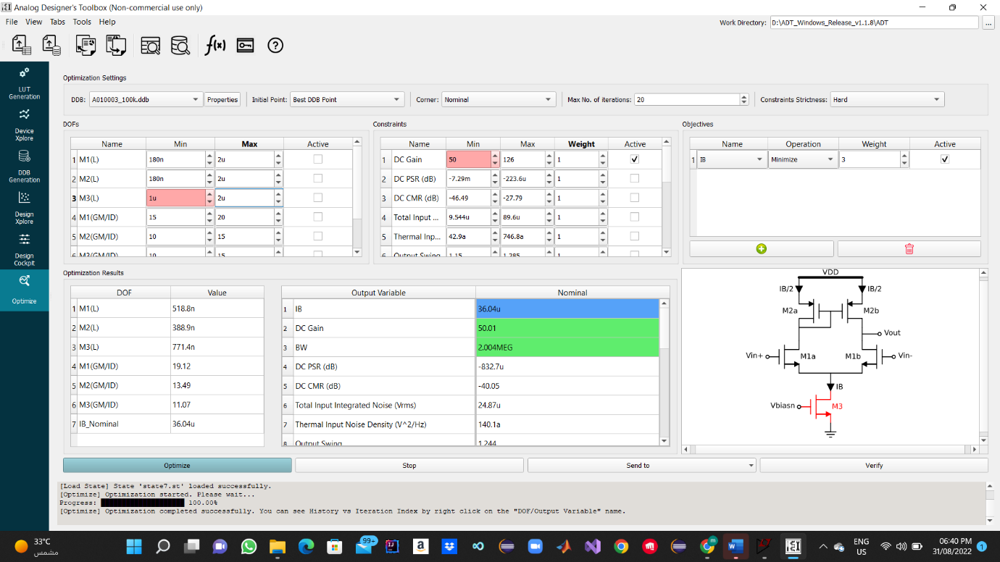 Analog Designer's Toolbox (Non-commercial use only)
File View Tabs Tools Help
Work Directory: D:\ADT_Windows_Release_v1.1.8\ADT ...
f(x) ?
LUT
Generation
Device
Xplore
DDB
Generation
Design
Xplore
Design
Cockpit
Optimize
Optimization Settings
DDB: A010003_100k.ddb Properties Initial Point: Best DDB Point Corner: Nominal Max No. of iterations: 20 Constraints Strictness: Hard
DOFs
Name Min Max Active
1 M1(L) 180n 2u
2 M2(L) 180n 2u
3 M3(L) 1u 2u
4 M1(GM/ID) 15 20
5 M2(GM/ID) 10 15
6 M3(GM/ID) 10 15
Constraints
Name Min Max Weight Active
1 DC Gain 50 126 1
2 DC PSR (dB) -7.29m -223.6u 1
3 DC CMR (dB) -46.49 -27.79 1
4 Total Input ... 9.544u 89.6u 1
5 Thermal Inp... 42.9a 746.8a 1
6 Output Swing 1.15 1.285 1
Objectives
Name Operation Weight Active
1 IB Minimize 3
Optimization Results
DOF Value
1 M1(L) 518.8n
2 M2(L) 388.9n
3 M3(L) 771.4n
4 M1(GM/ID) 19.12
5 M2(GM/ID) 13.49
6 M3(GM/ID) 11.07
7 IB_Nominal 36.04u
Output Variable Nominal
1 IB 36.04u
2 DC Gain 50.01
3 BW 2.004MEG
4 DC PSR (dB) -832.7u
5 DC CMR (dB) -40.05
6 Total Input Integrated Noise (Vrms) 24.87u
7 Thermal Input Noise Density (V^2/Hz) 140.1a
8 Output Swing 1.244
VDD
IB/2 IB/2
M2a M2b
Vout
Vin+ M1a M1b Vin-
IB
Vbiasn M3
Optimize Stop Send to Verify
[Load State] State 'state7.st' loaded successfully.
[Optimize] Optimization started. Please wait...
Progress: 100.00%
[Optimize] Optimization completed successfully. You can see History vs Iteration Index by right click on the "DOF/Output Variable" name.
33°C
مشمس
99+
ENG
US
06:40 PM
31/08/2022
1